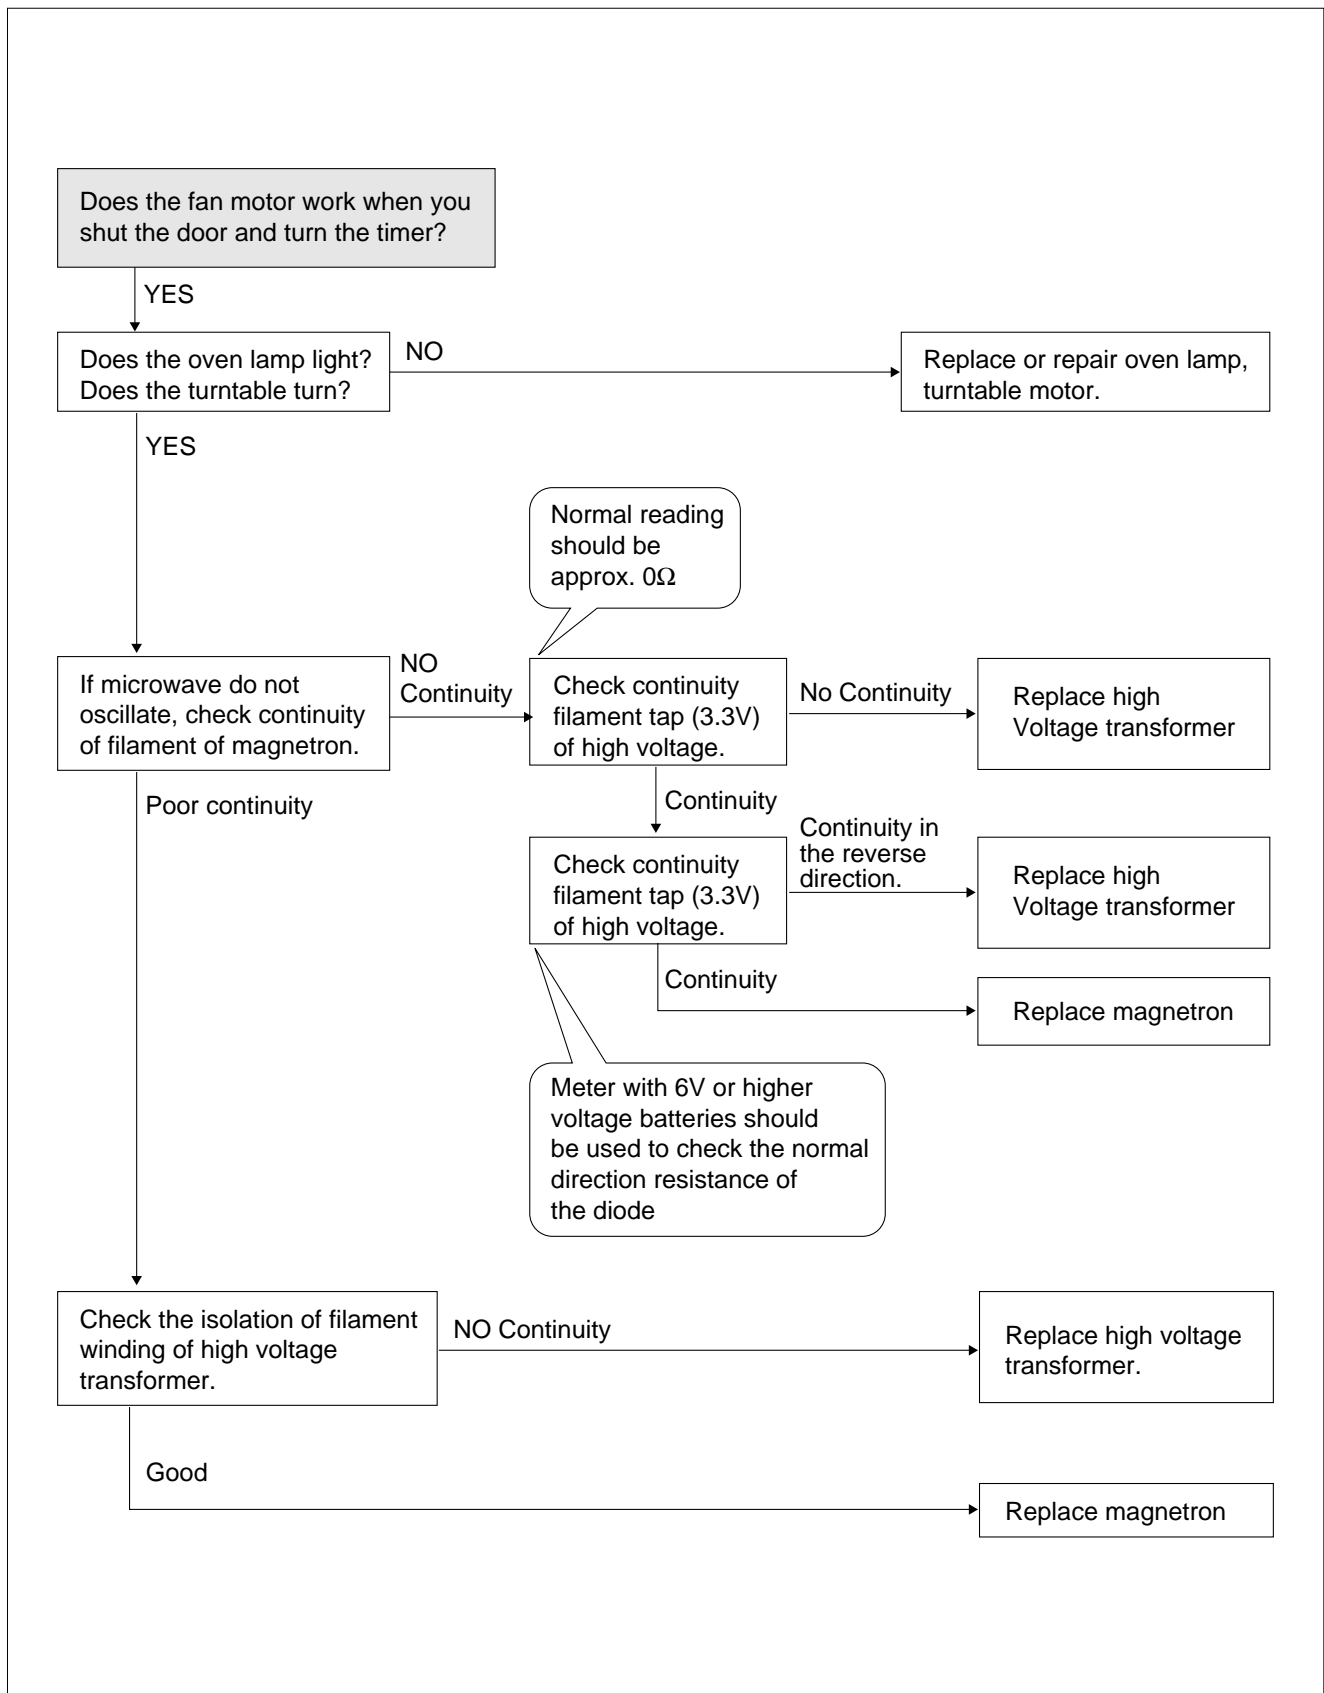 Does the fan motor work when you
shut the door and turn the timer?
YES
Does the oven lamp light?
Does the turntable turn?
NO
Replace or repair oven lamp,
turntable motor.
YES
Normal reading
should be
approx. 0Ω
If microwave do not
oscillate, check continuity
of filament of magnetron.
NO
Continuity
Check continuity
filament tap (3.3V)
of high voltage.
No Continuity
Replace high
Voltage transformer
Poor continuity
Continuity
Check continuity
filament tap (3.3V)
of high voltage.
Continuity in
the reverse
direction.
Replace high
Voltage transformer
Continuity
Replace magnetron
Meter with 6V or higher
voltage batteries should
be used to check the normal
direction resistance of
the diode
Check the isolation of filament
winding of high voltage
transformer.
NO Continuity
Replace high voltage
transformer.
Good
Replace magnetron